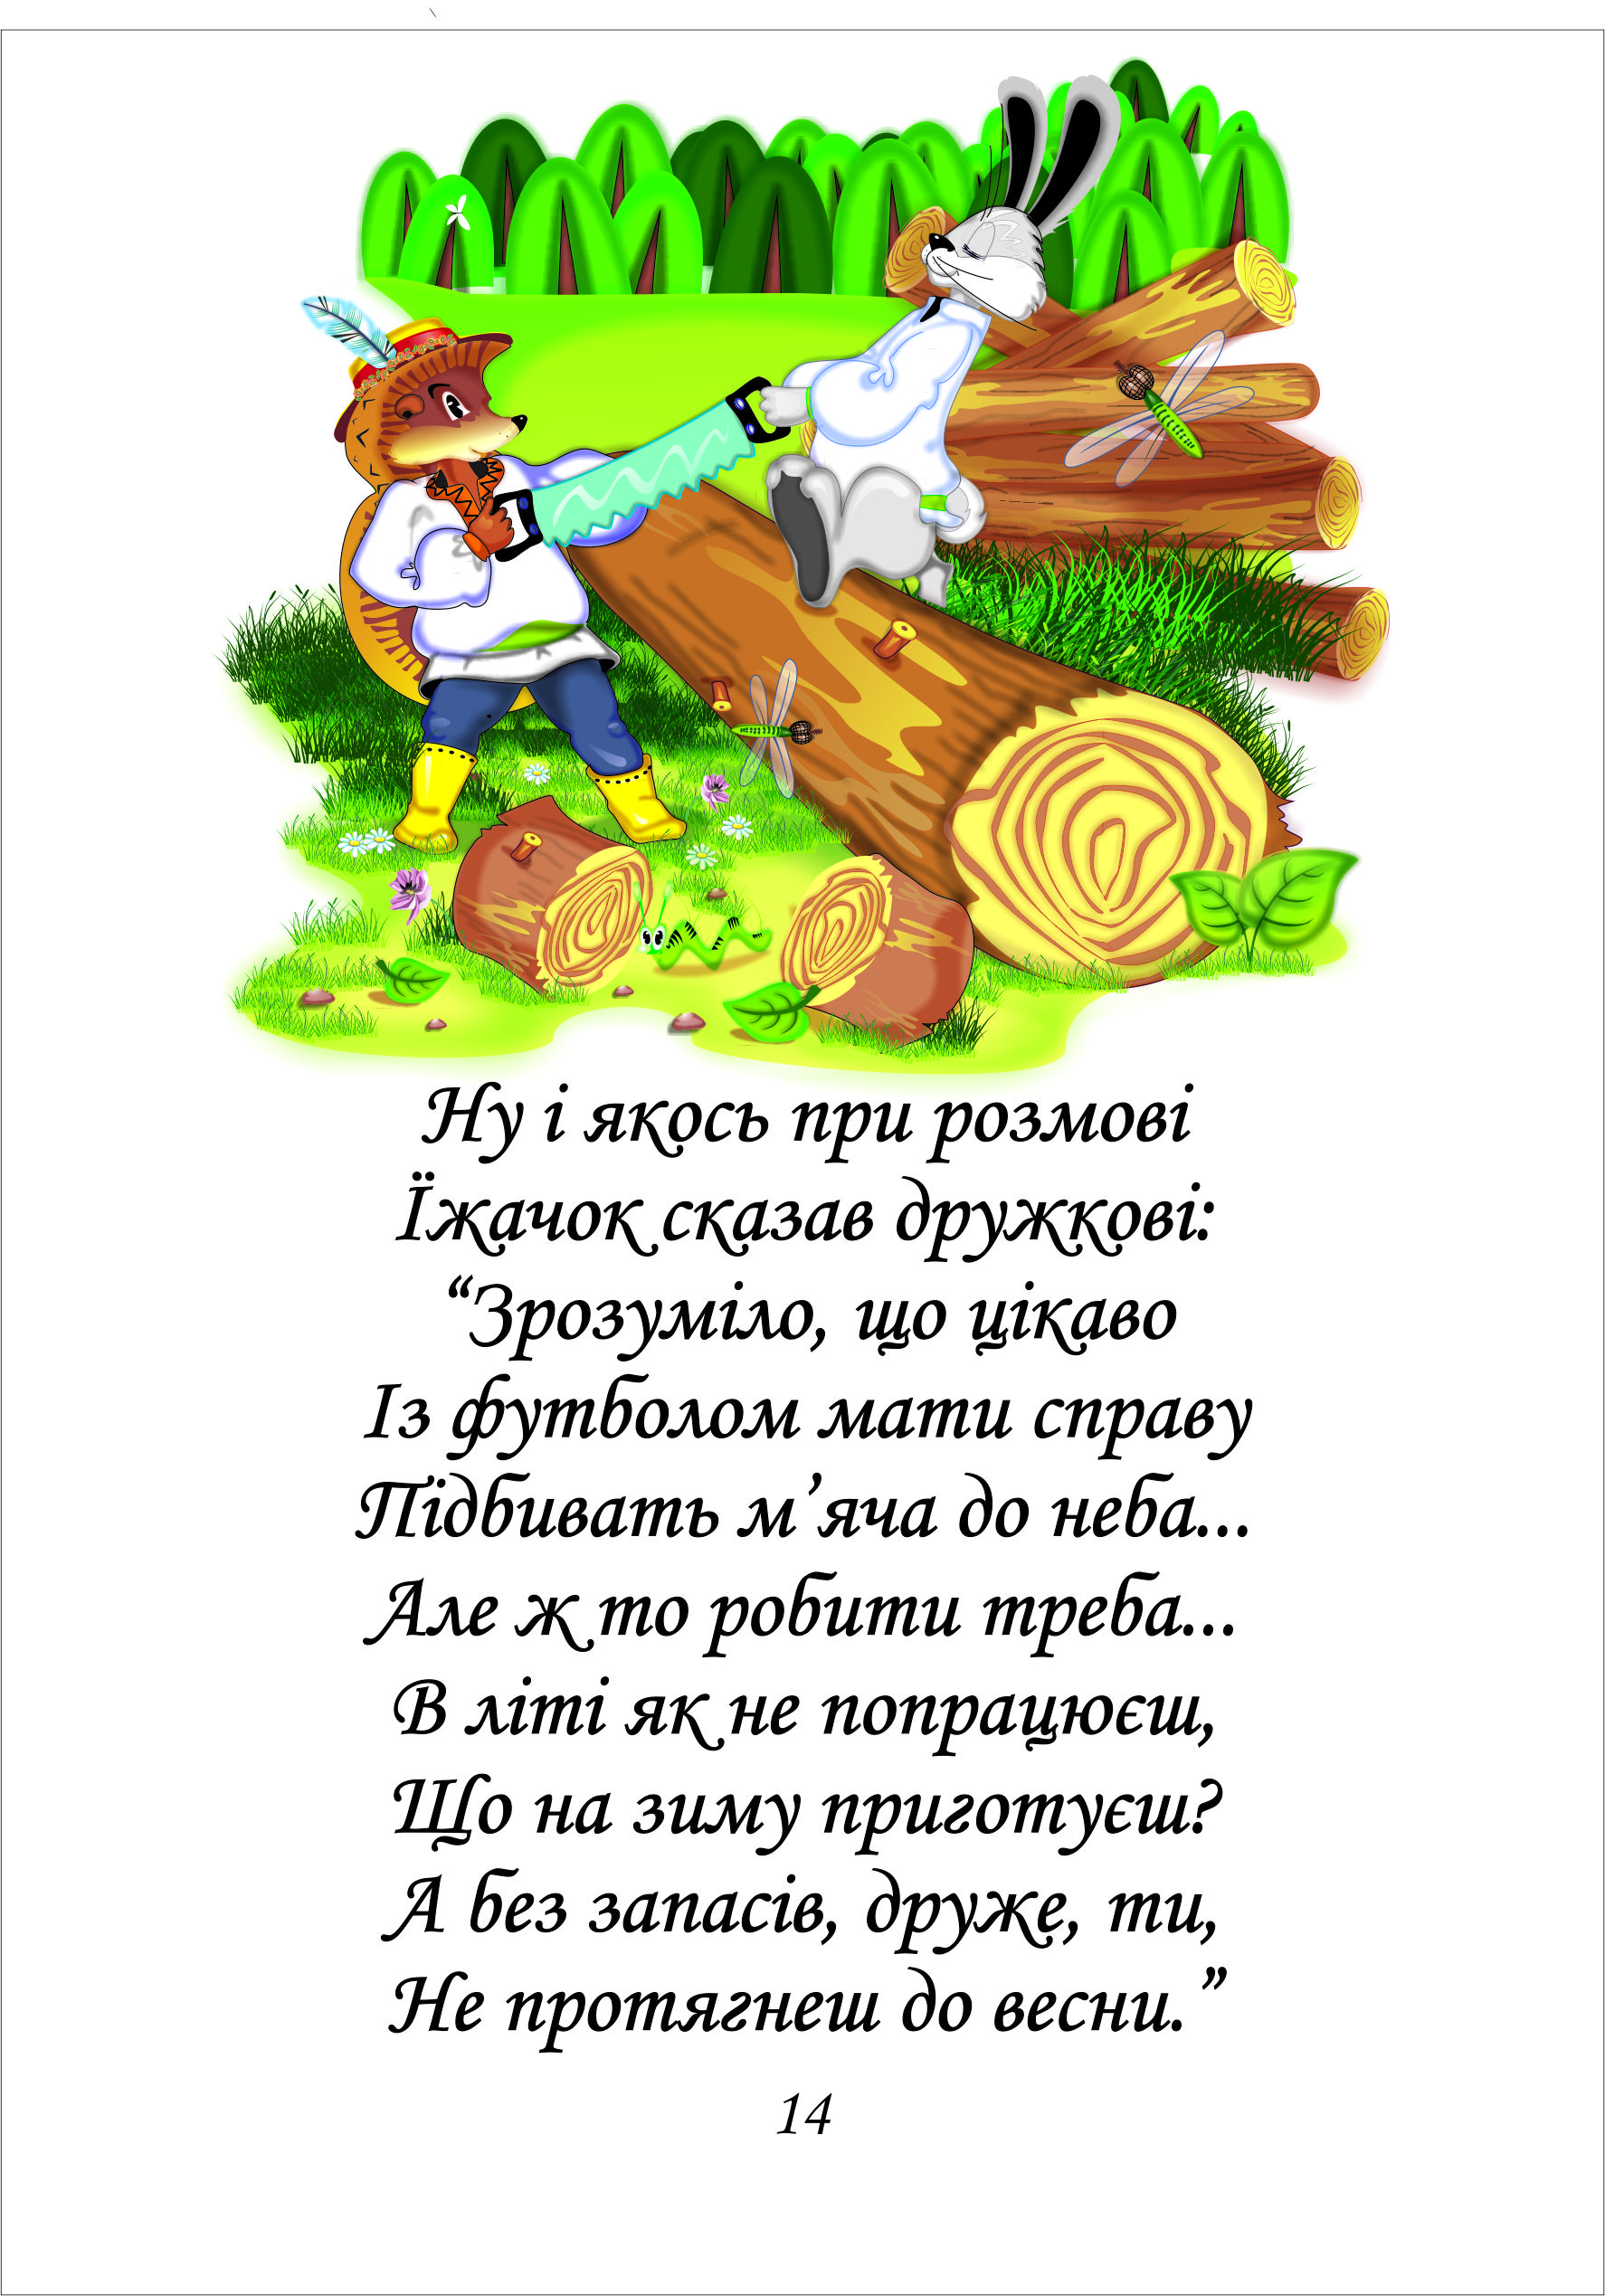 Ну і якось при розмові
Їжачок сказав дружкові:
“Зрозуміло, що цікаво
Із футболом мати справу
Підбивать м’яча до неба...
Але ж то робити треба...
В літі як не попрацюєш,
Що на зиму приготуєш?
А без запасів, друже, ти,
Не протягнеш до весни.”
14